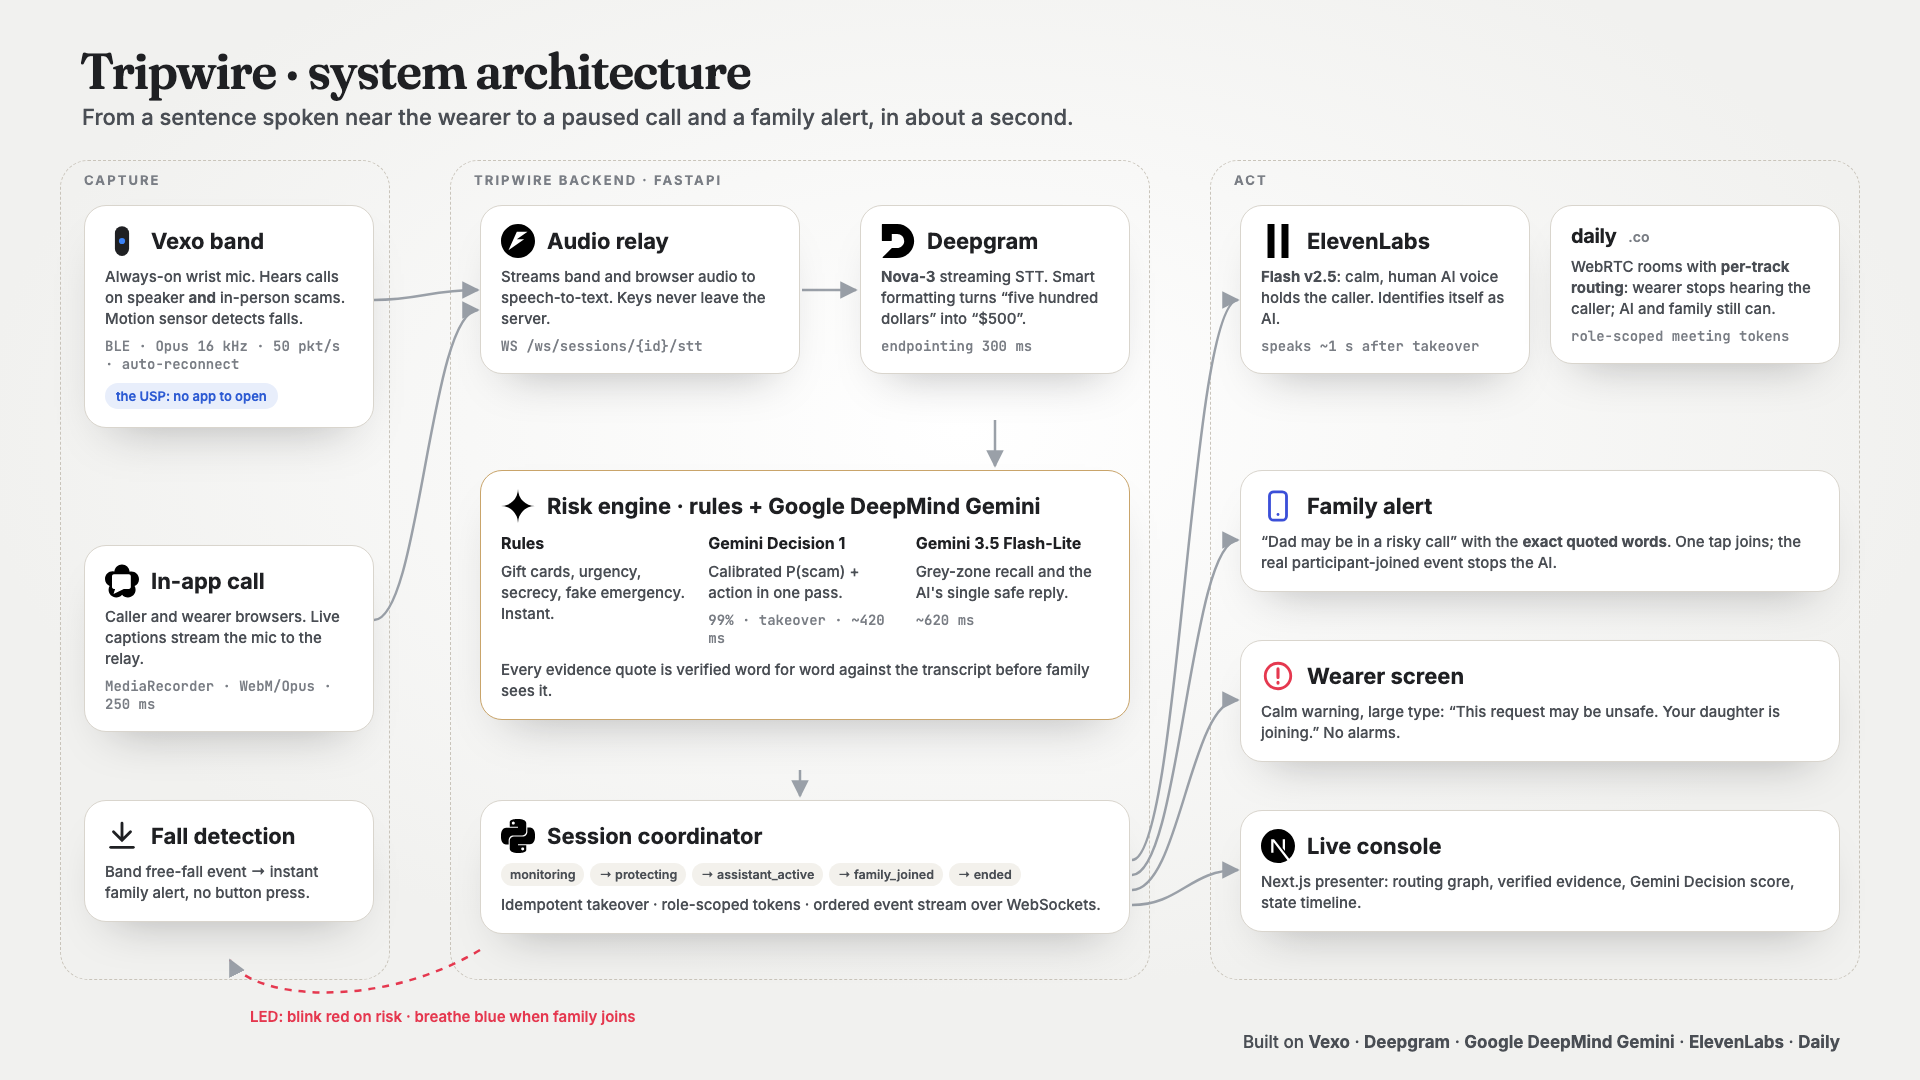 Tripwire · system architecture
From a sentence spoken near the wearer to a paused call and a family alert, in about a second.
CAPTURE
Vexo band
Always-on wrist mic. Hears calls
on speaker and in-person scams.
Motion sensor detects falls.
BLE · Opus 16 kHz · 50 pkt/s
· auto-reconnect
the USP: no app to open
In-app call
Caller and wearer browsers. Live
captions stream the mic to the
relay.
MediaRecorder · WebM/Opus ·
250 ms
Fall detection
Band free-fall event → instant
family alert, no button press.
TRIPWIRE BACKEND · FASTAPI
Audio relay
Streams band and browser audio to
speech-to-text. Keys never leave the
server.
WS /ws/sessions/{id}/stt
Deepgram
Nova-3 streaming STT. Smart
formatting turns “five hundred
dollars” into “$500”.
endpointing 300 ms
Risk engine · rules + Google DeepMind Gemini
Rules
Gift cards, urgency,
secrecy, fake emergency.
Instant.
Gemini Decision 1
Calibrated P(scam) +
action in one pass.
99% · takeover · ~420
ms
Gemini 3.5 Flash-Lite
Grey-zone recall and the
AI's single safe reply.
~620 ms
Every evidence quote is verified word for word against the transcript before family
sees it.
Session coordinator
monitoring → protecting → assistant_active → family_joined → ended
Idempotent takeover · role-scoped tokens · ordered event stream over WebSockets.
ACT
ElevenLabs
Flash v2.5: calm, human AI voice
holds the caller. Identifies itself as
AI.
speaks ~1 s after takeover
daily .co
WebRTC rooms with per-track
routing: wearer stops hearing the
caller; AI and family still can.
role-scoped meeting tokens
Family alert
“Dad may be in a risky call” with the exact quoted words. One tap joins; the
real participant-joined event stops the AI.
Wearer screen
Calm warning, large type: “This request may be unsafe. Your daughter is
joining.” No alarms.
Live console
Next.js presenter: routing graph, verified evidence, Gemini Decision score,
state timeline.
LED: blink red on risk · breathe blue when family joins
Built on Vexo · Deepgram · Google DeepMind Gemini · ElevenLabs · Daily